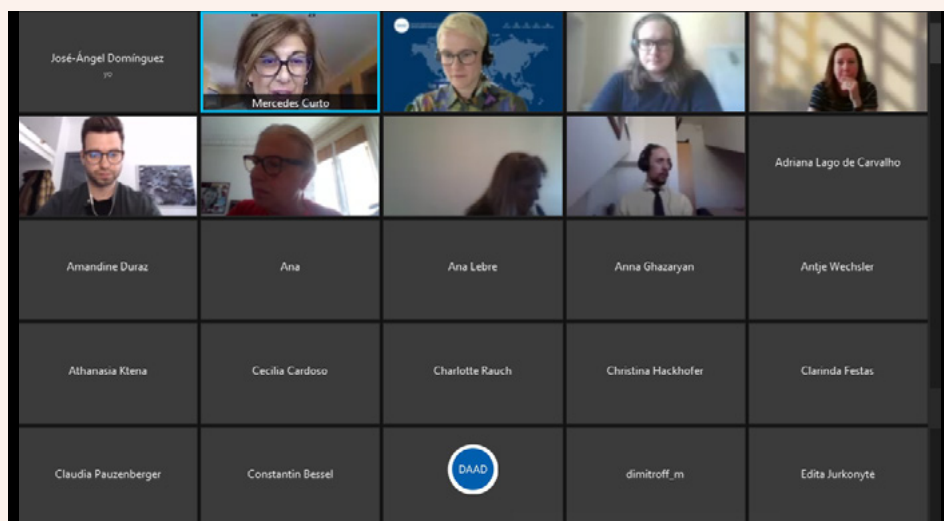 José-Ángel Domínguez
yo
Mercedes Curto
Adriana Lago de Carvalho
Amandine Duraz
Ana
Ana Lebre
Anna Ghazaryan
Antje Wechsler
Athanasia Ktena
Cecilia Cardoso
Charlotte Rauch
Christina Hackhofer
Clarinda Festas
Claudia Pauzenberger
Constantin Bessel
DAAD
dimitroff_m
Edita Jurkonyte